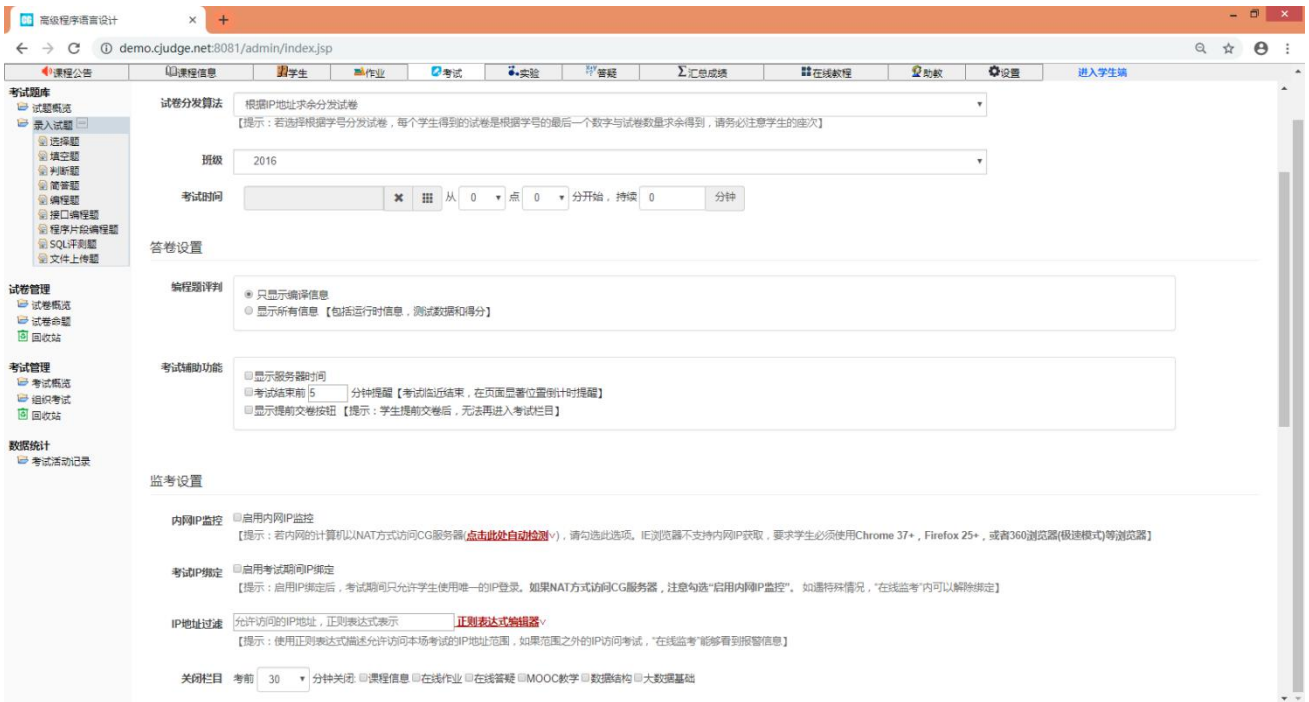 高级程序语言设计
demo.cjudge.net:8081/admin/index.jsp
课程公告 课程信息 学生 作业 考试 实验 答疑 汇总成绩 在线教程 助教 设置 进入学生端
考试题库
试题概览
录入试题
选择题
填空题
判断题
简答题
编程题
接口编程题
程序片段编程题
SQL评测题
文件上传题
试卷管理
试卷概览
试卷命题
回收站
考试管理
考试概览
组织考试
回收站
数据统计
考试活动记录
试卷分发算法 根据IP地址求余分发试卷
【提示：若选择根据学号分发试卷，每个学生得到的试卷是根据学号的最后一个数字与试卷数量求余得到，请务必注意学生的座次】
班级 2016
考试时间 从 0 点 0 分开始，持续 0 分钟
答卷设置
编程题评判 只显示编译信息
显示所有信息 【包括运行时信息，测试数据和得分】
考试辅助功能 显示服务器时间
考试结束前 5 分钟提醒【考试临近结束，在页面显著位置倒计时提醒】
显示提前交卷按钮 【提示：学生提前交卷后，无法再进入考试栏目】
监考设置
内网IP监控 启用内网IP监控
【提示：若内网的计算机以NAT方式访问CG服务器(点击此处自动检测)，请勾选此选项。IE浏览器不支持内网IP获取，要求学生必须使用Chrome 37+，Firefox 25+，或者360浏览器(极速模式)等浏览器】
考试IP绑定 启用考试期间IP绑定
【提示：启用IP绑定后，考试期间只允许学生使用唯一的IP登录。如果NAT方式访问CG服务器，注意勾选“启用内网IP监控”。 如遇特殊情况，“在线监考”内可以解除绑定】
IP地址过滤 允许访问的IP地址，正则表达式表示 正则表达式编辑器
【提示：使用正则表达式描述允许访问本场考试的IP地址范围，如果范围之外的IP访问考试，“在线监考”能够看到报警信息】
关闭栏目 考前 30 分钟关闭: 课程信息 在线作业 在线答疑 MOOC教学 数据结构 大数据基础